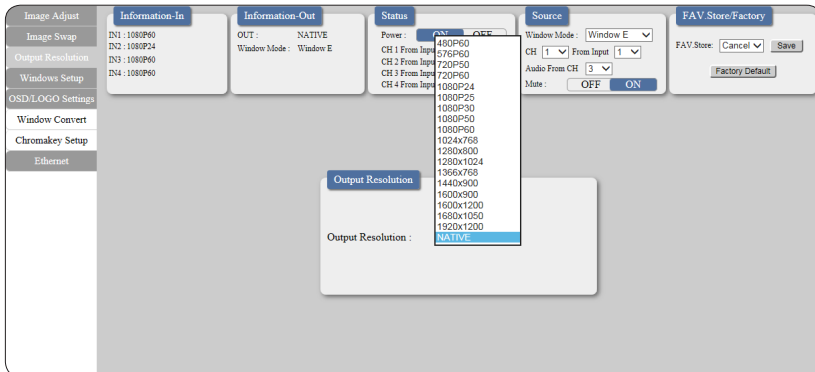 Image Adjust
Image Swap
Output Resolution
Windows Setup
OSD/LOGO Settings
Window Convert
Chromakey Setup
Ethernet
Information-In
IN1 : 1080P60
IN2 : 1080P24
IN3 : 1080P60
IN4 : 1080P60
Information-Out
OUT : NATIVE
Window Mode : Window E
Status
Power : ON OFF
CH 1 From
CH 2 From
CH 3 From
CH 4 From
Source
Window Mode : Window E
CH 1 From Input 1
Audio From CH 3
Mute : OFF ON
FAV.Store/Factory
FAV.Store: Cancel Save
Factory Default
Output Resolution
Output Resolution :
480P60
576P60
720P50
720P60
1080P24
1080P25
1080P30
1080P50
1080P60
1024x768
1280x800
1280x1024
1366x768
1440x900
1600x900
1600x1200
1680x1050
1920x1200
NATIVE